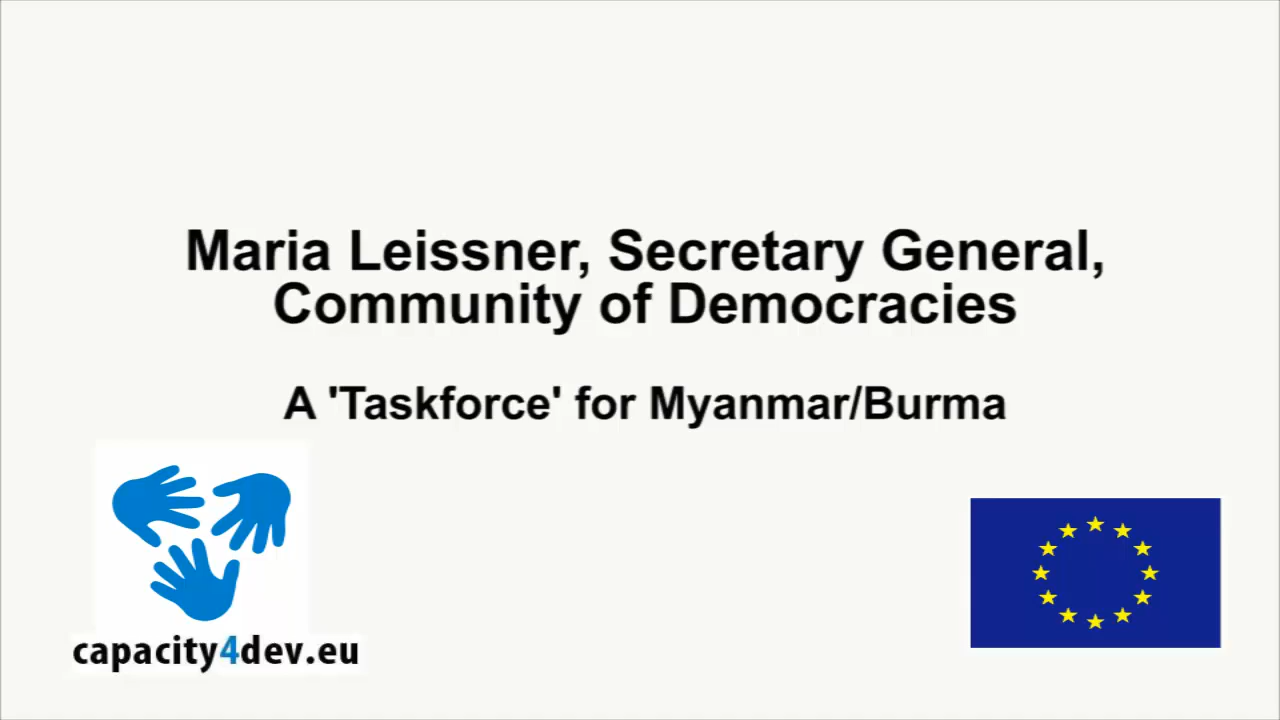 Maria Leissner, Secretary General,
Community of Democracies
A 'Taskforce' for Myanmar/Burma
capacity4dev.eu